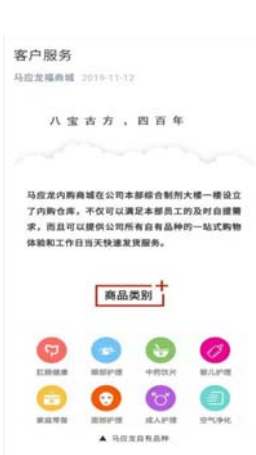 客户服务
马应龙福商城 2019-11-12
八宝古方，四百年
马应龙内购商城在公司本部综合制剂大楼一楼设立
了内购仓库，不仅可以满足本部员工的及时自提需
求，而且可以提供公司所有自有品种的一站式购物
体验和工作日当天快速发货服务。
商品类别
肛肠健康 眼部护理 中药饮片 婴儿护理
家庭常备 面部护理 成人护理 空气净化
▲ 马应龙自有品种